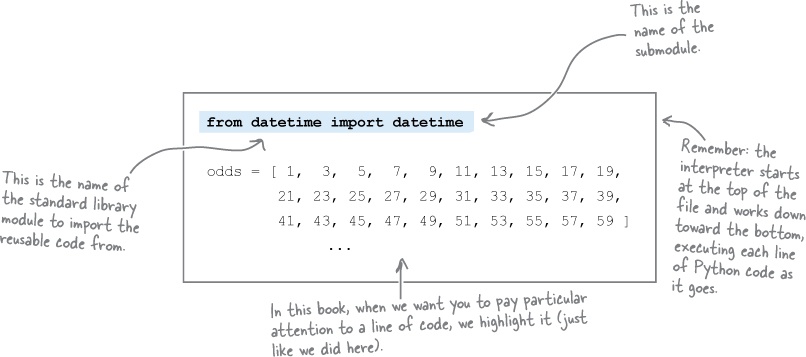 This is the
name of the
submodule.
from datetime import datetime
odds = [ 1, 3, 5, 7, 9, 11, 13, 15, 17, 19,
21, 23, 25, 27, 29, 31, 33, 35, 37, 39,
41, 43, 45, 47, 49, 51, 53, 55, 57, 59 ]
...
This is the name of
the standard library
module to import the
reusable code from.
Remember: the
interpreter starts
at the top of the
file and works down
toward the bottom,
executing each line
of Python code as
it goes.
In this book, when we want you to pay particular
attention to a line of code, we highlight it (just
like we did here).